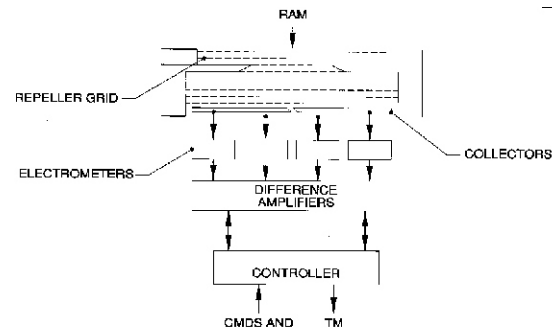 RAM
REPELLER GRID
COLLECTORS
ELECTROMETERS
DIFFERENCE
AMPLIFIERS
CONTROLLER
CMDS AND TM